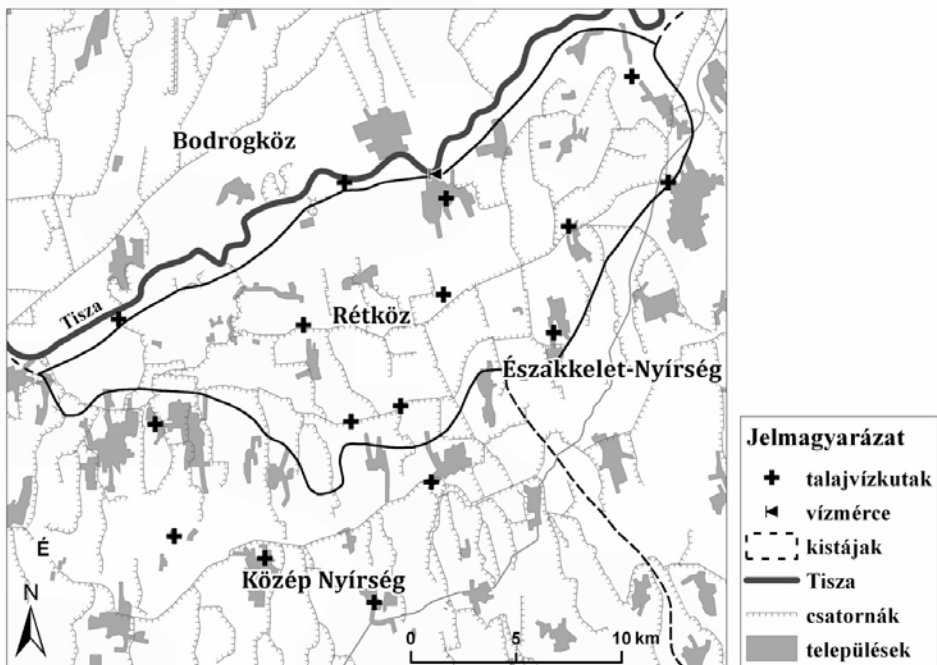 Bodrogköz
Tisza
Rétköz
Északkelet-Nyírség
Közép Nyírség
É
N
0 5 10 km
Jelmagyarázat
talajvízkutak
vízmérce
kistájak
Tisza
csatornák
települések